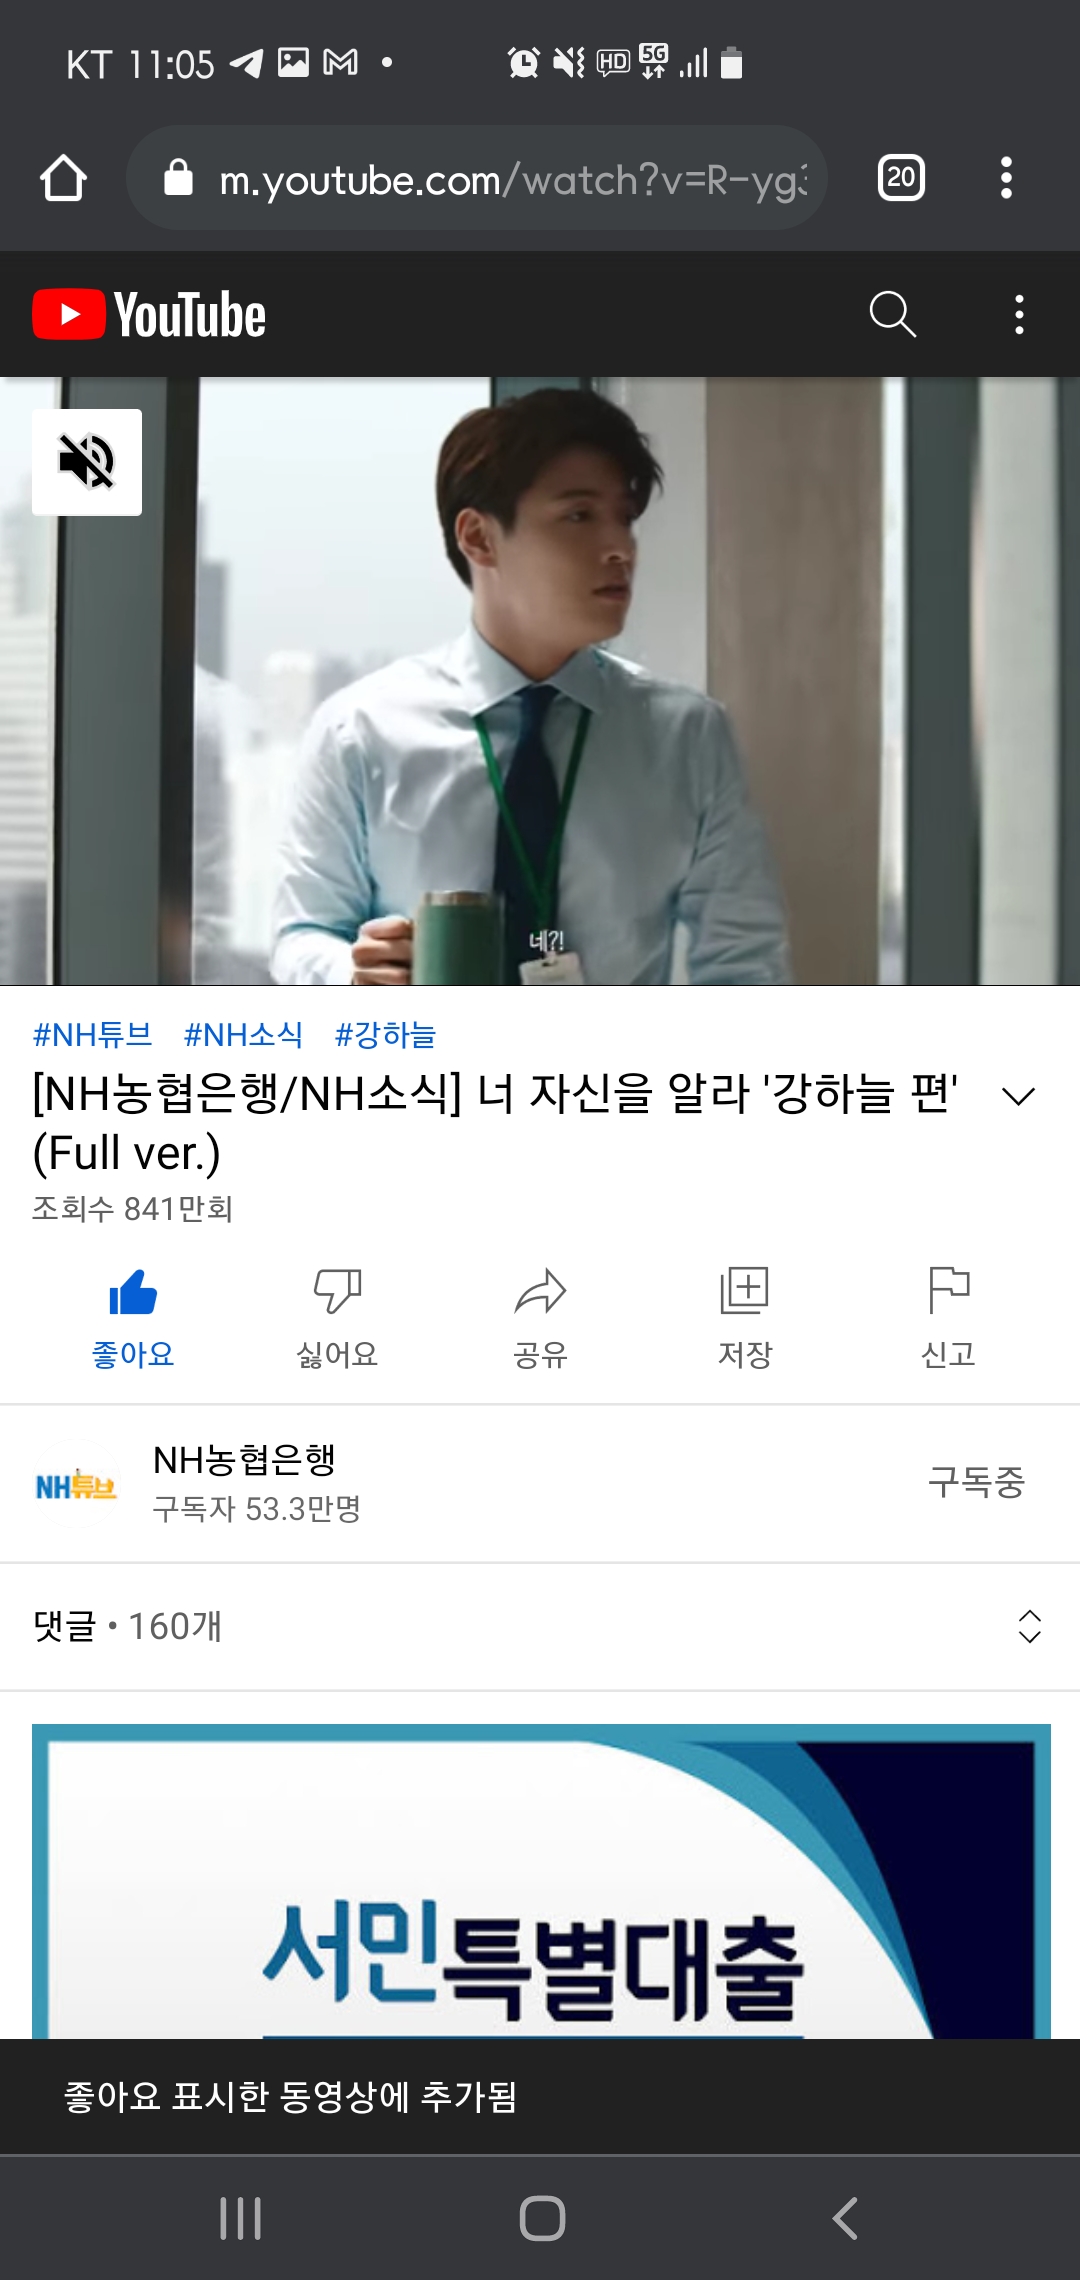 KT 11:05
HD 5G
m.youtube.com/watch?v=R-yg
20
YouTube
네?!
#NH튜브 #NH소식 #강하늘
[NH농협은행/NH소식] 너 자신을 알라 '강하늘 편'
(Full ver.)
조회수 841만회
좋아요 싫어요 공유 저장 신고
NH튜브
NH농협은행
구독자 53.3만명
구독중
댓글 • 160개
서민특별대출
좋아요 표시한 동영상에 추가됨